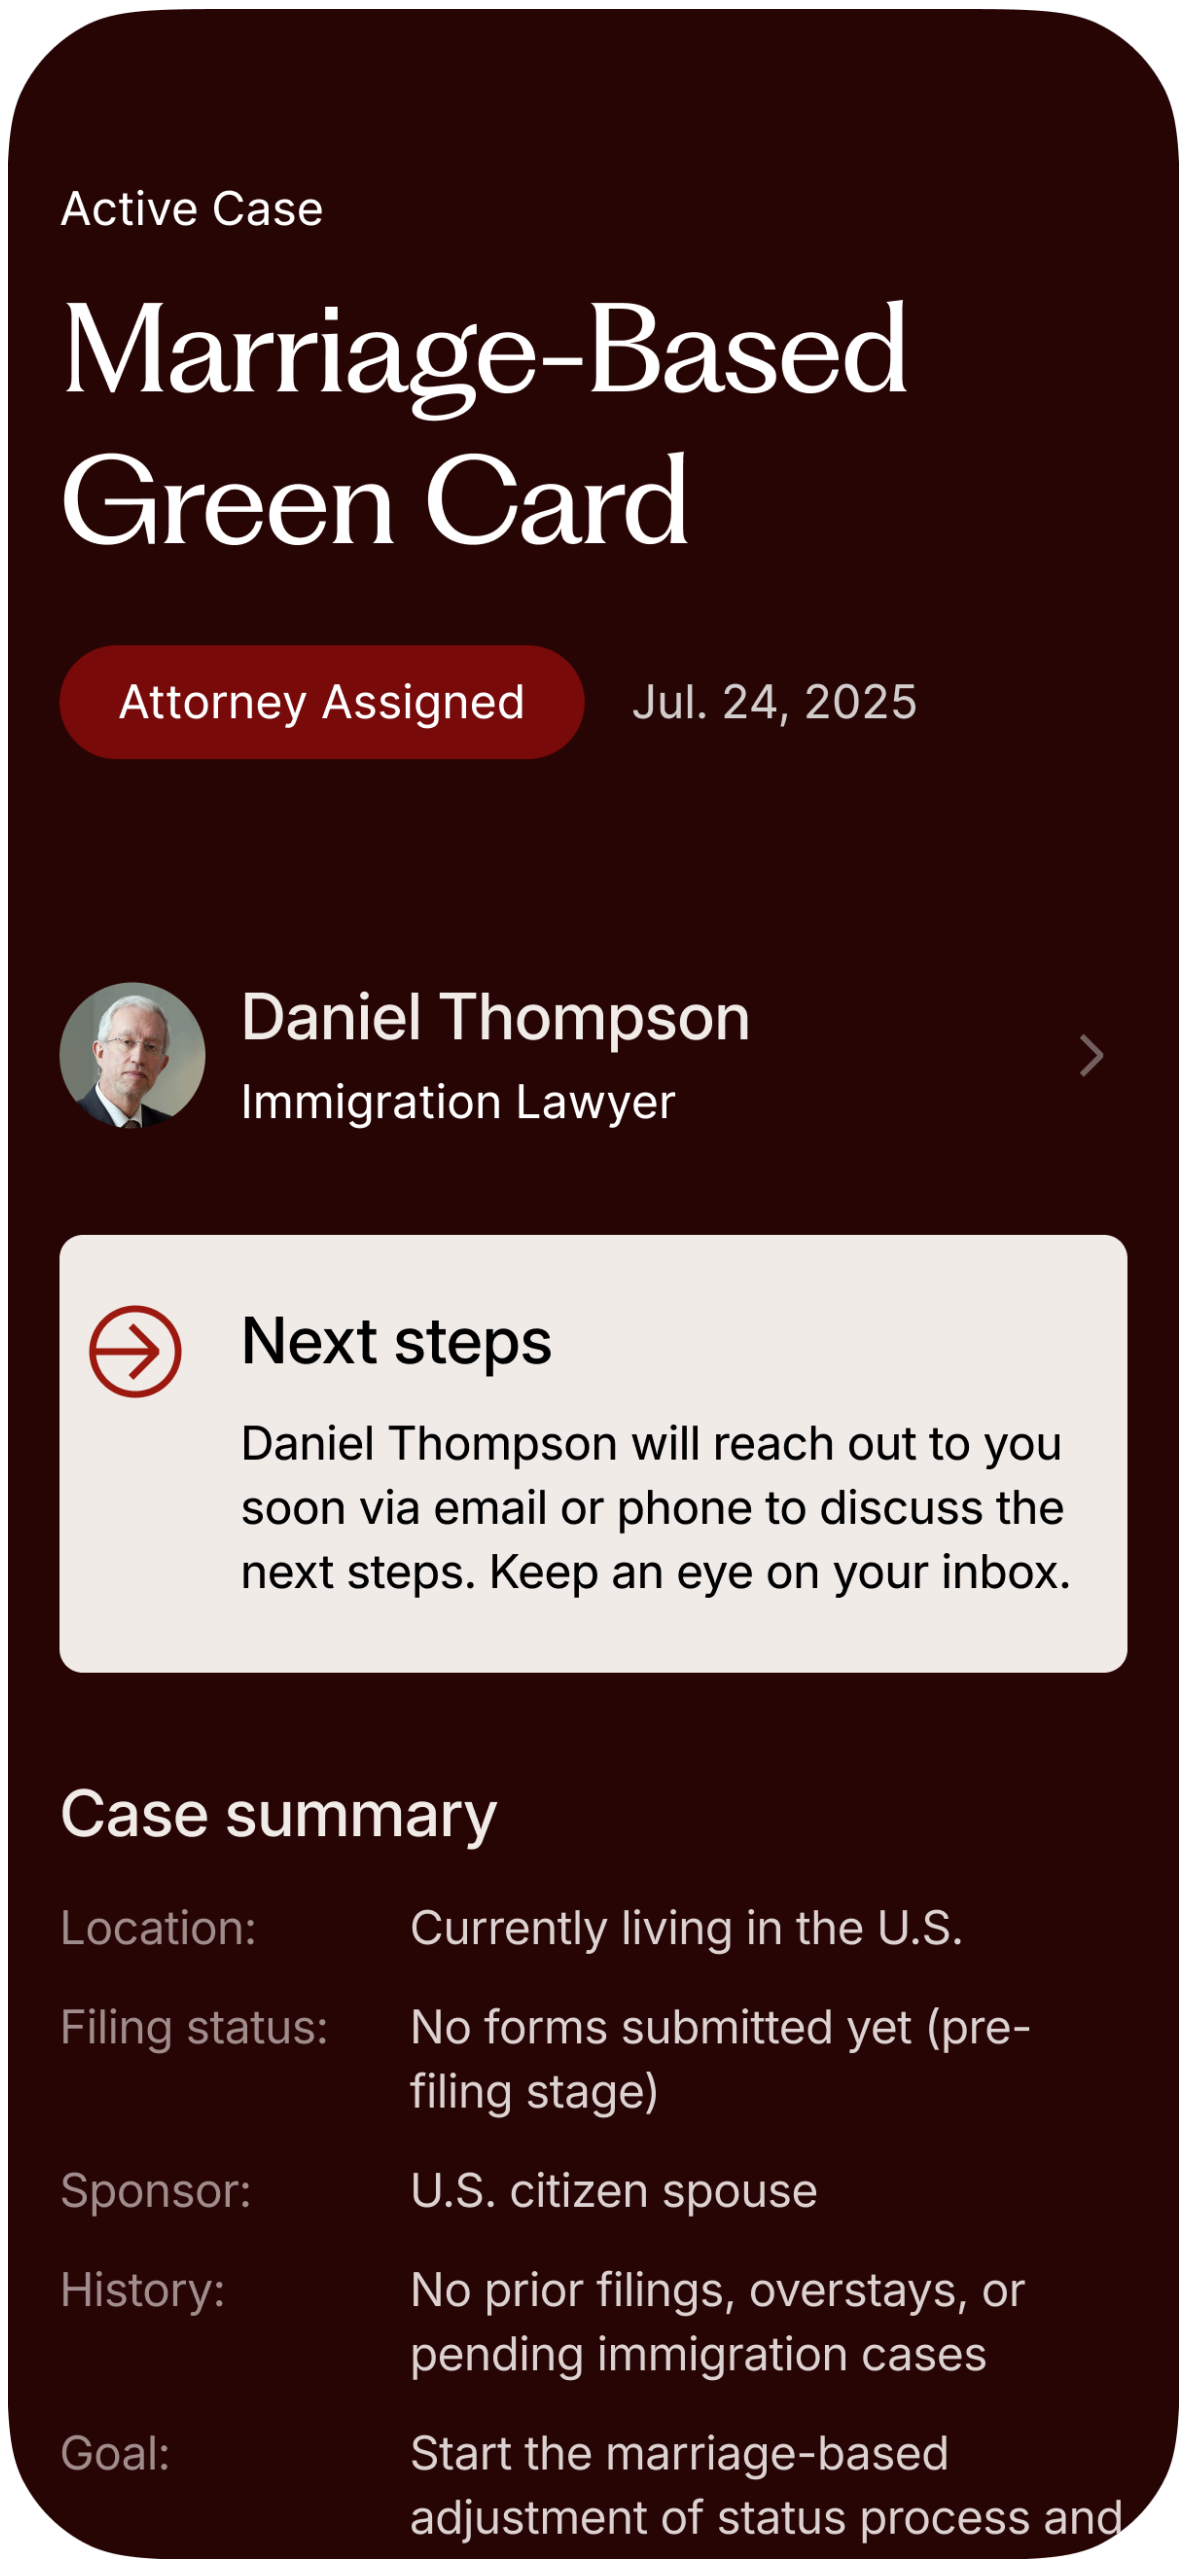 Active Case
Marriage-Based
Green Card
Attorney Assigned Jul. 24, 2025
Daniel Thompson
Immigration Lawyer
Next steps
Daniel Thompson will reach out to you
soon via email or phone to discuss the
next steps. Keep an eye on your inbox.
Case summary
Location: Currently living in the U.S.
Filing status: No forms submitted yet (pre-
filing stage)
Sponsor: U.S. citizen spouse
History: No prior filings, overstays, or
pending immigration cases
Goal: Start the marriage-based
adjustment of status process and